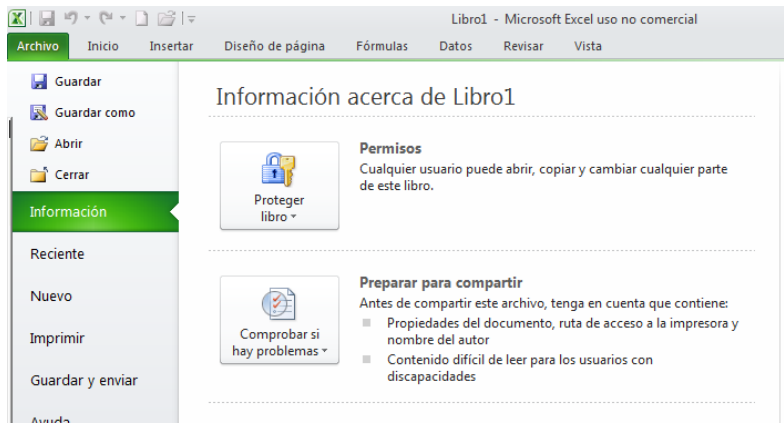 Libro1 - Microsoft Excel uso no comercial
Archivo Inicio Insertar Diseño de página Fórmulas Datos Revisar Vista
Guardar
Guardar como
Abrir
Cerrar
Información
Reciente
Nuevo
Imprimir
Guardar y enviar
Ayuda
Información acerca de Libro1
Proteger
libro
Permisos
Cualquier usuario puede abrir, copiar y cambiar cualquier parte
de este libro.
Comprobar si
hay problemas
Preparar para compartir
Antes de compartir este archivo, tenga en cuenta que contiene:
Propiedades del documento, ruta de acceso a la impresora y
nombre del autor
Contenido difícil de leer para los usuarios con
discapacidades